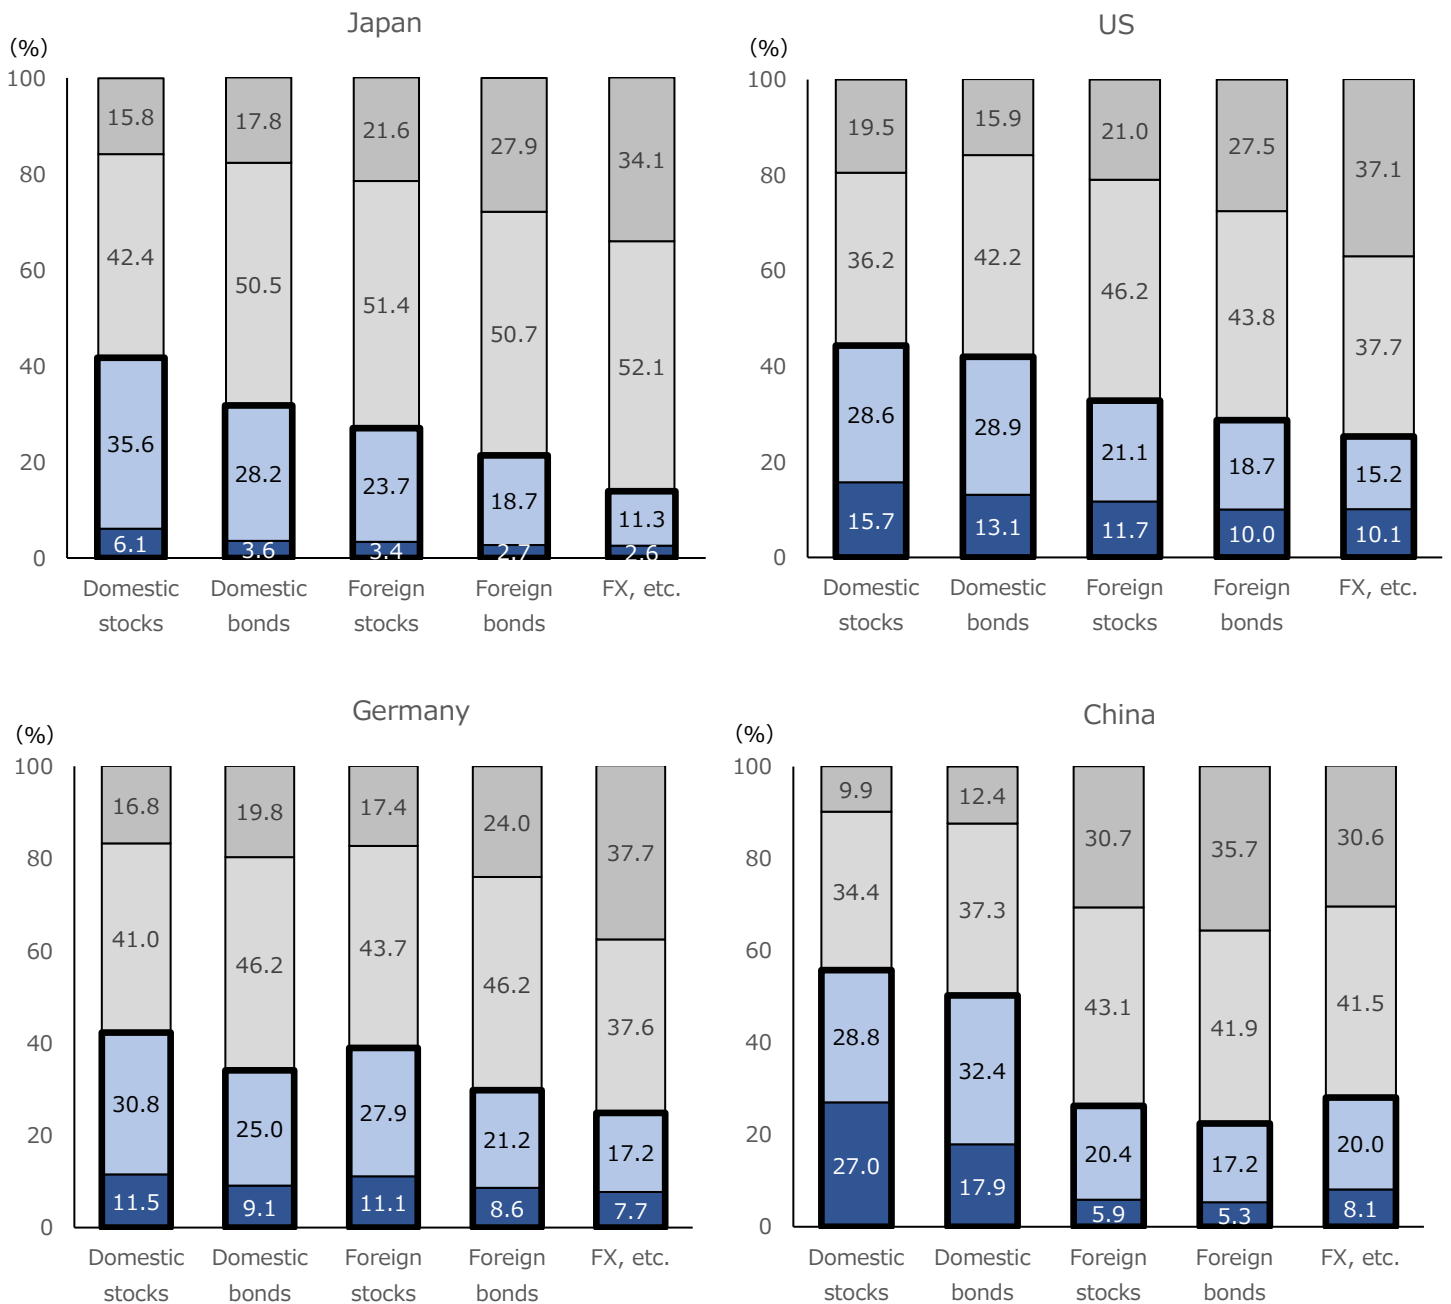 Japan
(%)
100
80
60
40
20
0
15.8
17.8
21.6
27.9
34.1
42.4
50.5
51.4
50.7
52.1
35.6
28.2
23.7
18.7
11.3
6.1
3.6
3.4
2.7
2.6
Domestic
stocks
Domestic
bonds
Foreign
stocks
Foreign
bonds
FX, etc.
US
(%)
100
80
60
40
20
0
19.5
15.9
21.0
27.5
37.1
36.2
42.2
46.2
43.8
37.7
28.6
28.9
21.1
18.7
15.2
15.7
13.1
11.7
10.0
10.1
Domestic
stocks
Domestic
bonds
Foreign
stocks
Foreign
bonds
FX, etc.
Germany
(%)
100
80
60
40
20
0
16.8
19.8
17.4
24.0
37.7
41.0
46.2
43.7
46.2
37.6
30.8
25.0
27.9
21.2
17.2
11.5
9.1
11.1
8.6
7.7
Domestic
stocks
Domestic
bonds
Foreign
stocks
Foreign
bonds
FX, etc.
China
(%)
100
80
60
40
20
0
9.9
12.4
30.7
35.7
30.6
34.4
37.3
43.1
41.9
41.5
28.8
32.4
20.4
17.2
20.0
27.0
17.9
5.9
5.3
8.1
Domestic
stocks
Domestic
bonds
Foreign
stocks
Foreign
bonds
FX, etc.